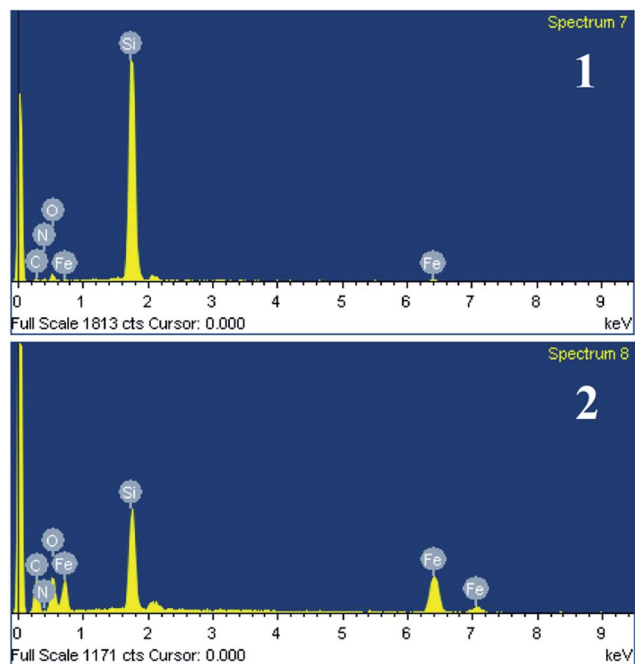 Spectrum 7
1
Si
O
N
C Fe Fe
0 1 2 3 4 5 6 7 8 9
Full Scale 1813 cts Cursor: 0.000 keV
Spectrum 8
2
Si
O
C Fe Fe
N Fe
0 1 2 3 4 5 6 7 8 9
Full Scale 1171 cts Cursor: 0.000 keV